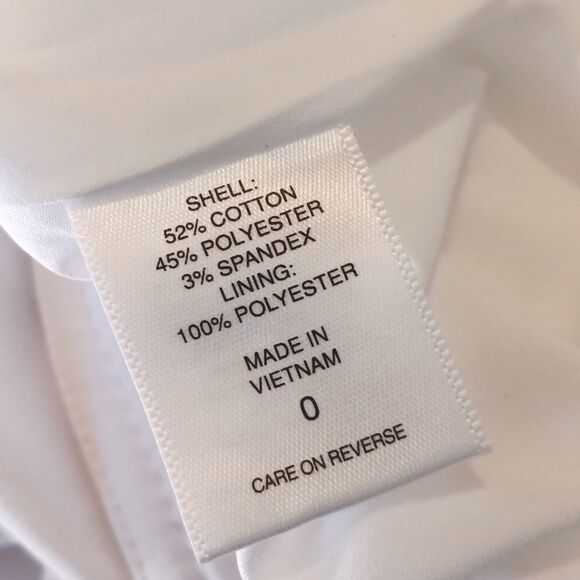 SHELL:
52% COTTON
45% POLYESTER
3% SPANDEX
LINING:
100% POLYESTER
MADE IN
VIETNAM
0
CARE ON REVERSE